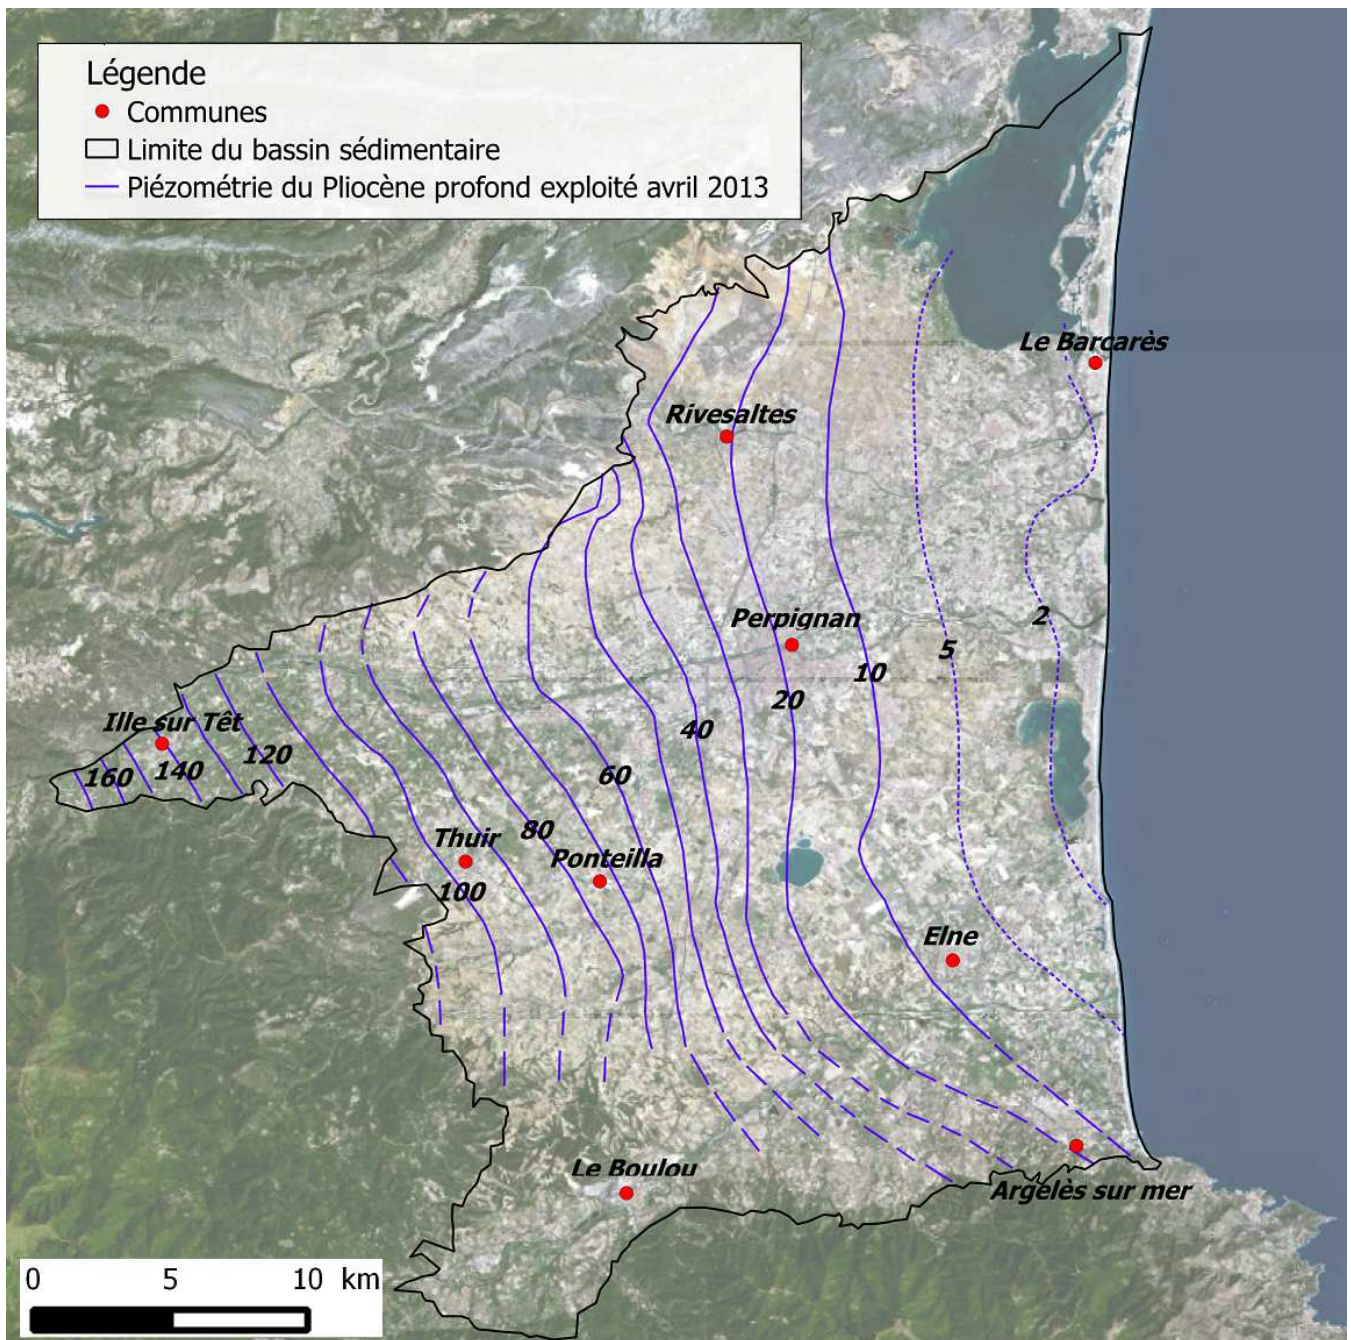 Légende
Communes
Limite du bassin sédimentaire
Piézométrie du Pliocène profond exploité avril 2013
Le Barcarès
Rivesaltes
Perpignan
2
5
10
20
Ille sur Têt
40
120
160
140
60
80
Thuir
Ponteilla
100
Elne
Le Boulou
Argelès sur mer
0 5 10 km